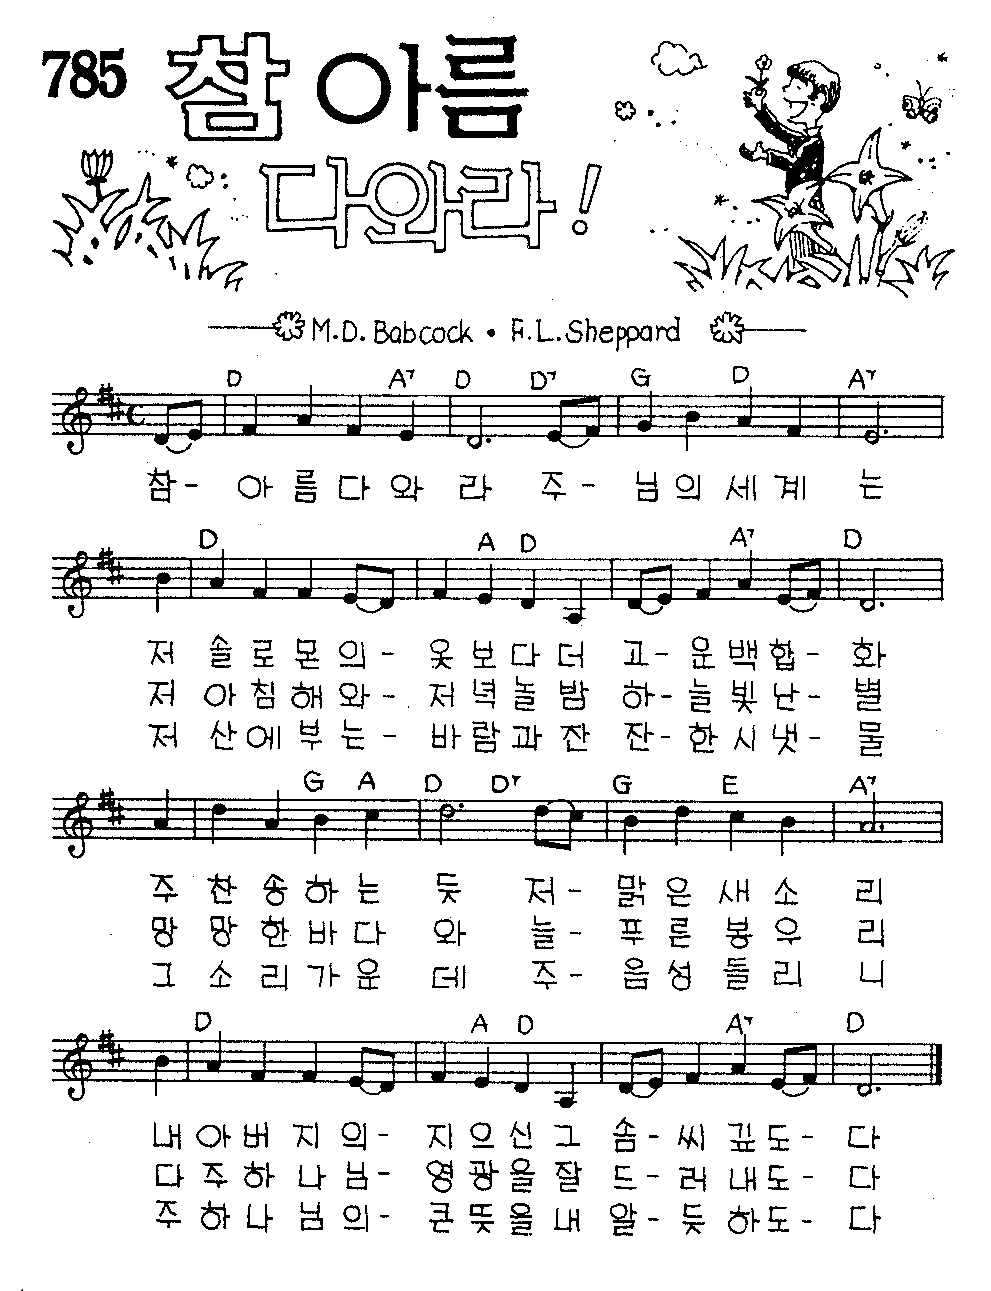 785 참 아름
다와라!
M.D. Babcock • F.L. Sheppard
D A7 D D7 G D A7
참- 아름다와 라 주- 님의세계 는
D A D A7 D
저 솔로몬의- 옷보다더 고-운백합- 화
저 아침해와- 저녁놀밤 하-늘빛난- 별
저 산에부는- 바람과잔 잔-한시냇- 물
G A D D7 G E A7
주 찬송하는 듯 저- 맑은새소 리
망 망한바다 와 늘- 푸른봉우 리
그 소리가운 데 주- 음성들리 니
D A D A7 D
내 아버지의- 지으신그 솜-씨깊도- 다
다 주하나님- 영광을잘 드-러내도- 다
주 하나님의- 큰뜻을내 알-듯하도- 다